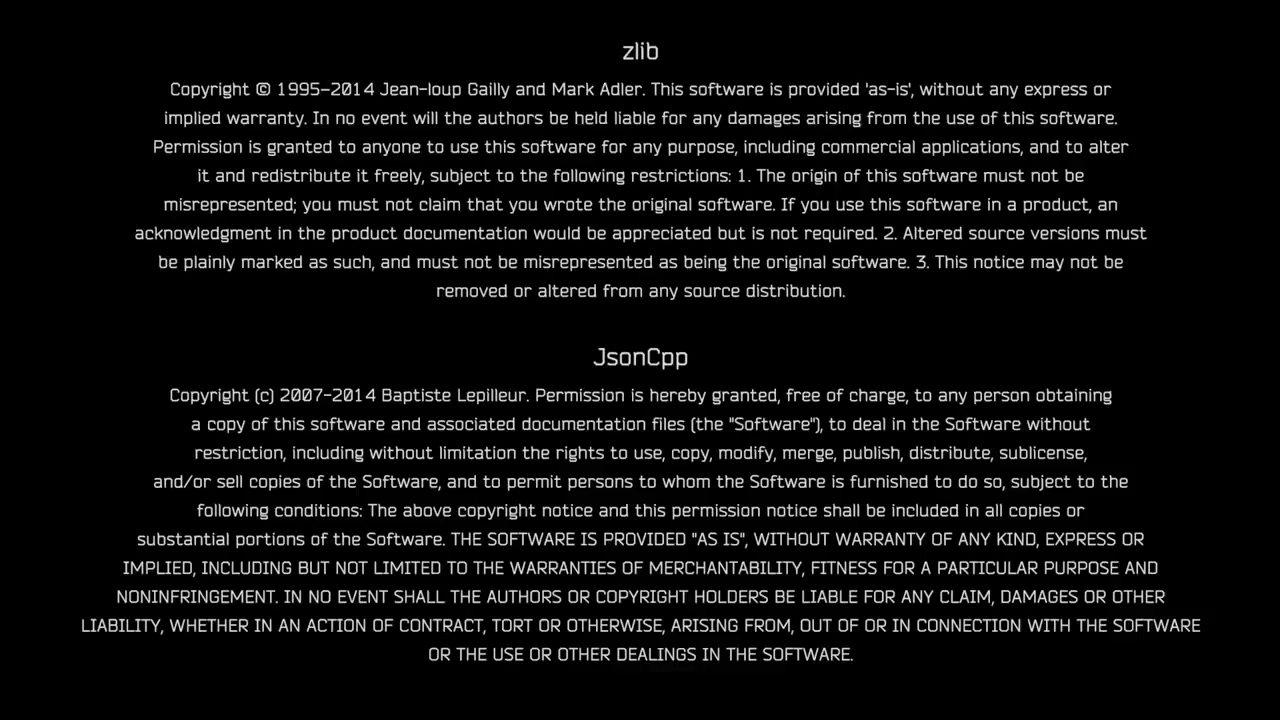 zlib
Copyright © 1995–2014 Jean-loup Gailly and Mark Adler. This software is provided 'as-is', without any express or
implied warranty. In no event will the authors be held liable for any damages arising from the use of this software.
Permission is granted to anyone to use this software for any purpose, including commercial applications, and to alter
it and redistribute it freely, subject to the following restrictions: 1. The origin of this software must not be
misrepresented; you must not claim that you wrote the original software. If you use this software in a product, an
acknowledgment in the product documentation would be appreciated but is not required. 2. Altered source versions must
be plainly marked as such, and must not be misrepresented as being the original software. 3. This notice may not be
removed or altered from any source distribution.
JsonCpp
Copyright (c) 2007-2014 Baptiste Lepilleur. Permission is hereby granted, free of charge, to any person obtaining
a copy of this software and associated documentation files (the "Software"), to deal in the Software without
restriction, including without limitation the rights to use, copy, modify, merge, publish, distribute, sublicense,
and/or sell copies of the Software, and to permit persons to whom the Software is furnished to do so, subject to the
following conditions: The above copyright notice and this permission notice shall be included in all copies or
substantial portions of the Software. THE SOFTWARE IS PROVIDED "AS IS", WITHOUT WARRANTY OF ANY KIND, EXPRESS OR
IMPLIED, INCLUDING BUT NOT LIMITED TO THE WARRANTIES OF MERCHANTABILITY, FITNESS FOR A PARTICULAR PURPOSE AND
NONINFRINGEMENT. IN NO EVENT SHALL THE AUTHORS OR COPYRIGHT HOLDERS BE LIABLE FOR ANY CLAIM, DAMAGES OR OTHER
LIABILITY, WHETHER IN AN ACTION OF CONTRACT, TORT OR OTHERWISE, ARISING FROM, OUT OF OR IN CONNECTION WITH THE SOFTWARE
OR THE USE OR OTHER DEALINGS IN THE SOFTWARE.